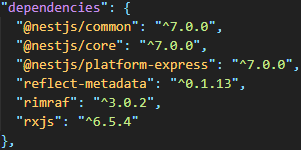 "dependencies": {
"@nestjs/common": "^7.0.0",
"@nestjs/core": "^7.0.0",
"@nestjs/platform-express": "^7.0.0",
"reflect-metadata": "^0.1.13",
"rimraf": "^3.0.2",
"rxjs": "^6.5.4"
},